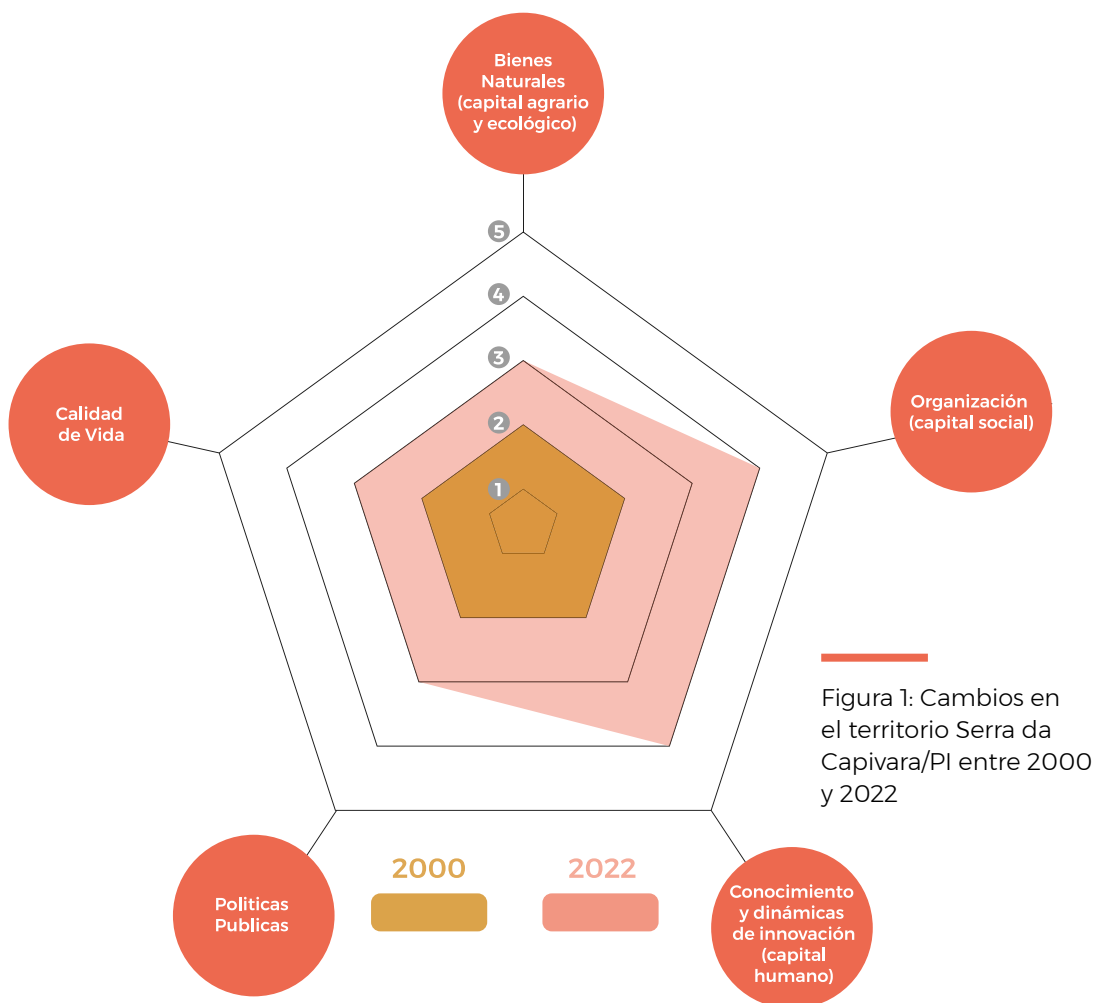 Bienes
Naturales
(capital agrario
y ecológico)
5
4
3
2
1
Calidad
de Vida
Organización
(capital social)
Figura 1: Cambios en
el territorio Serra da
Capivara/PI entre 2000
y 2022
Politicas
Publicas
2000
2022
Conocimiento
y dinámicas
de innovación
(capital
humano)